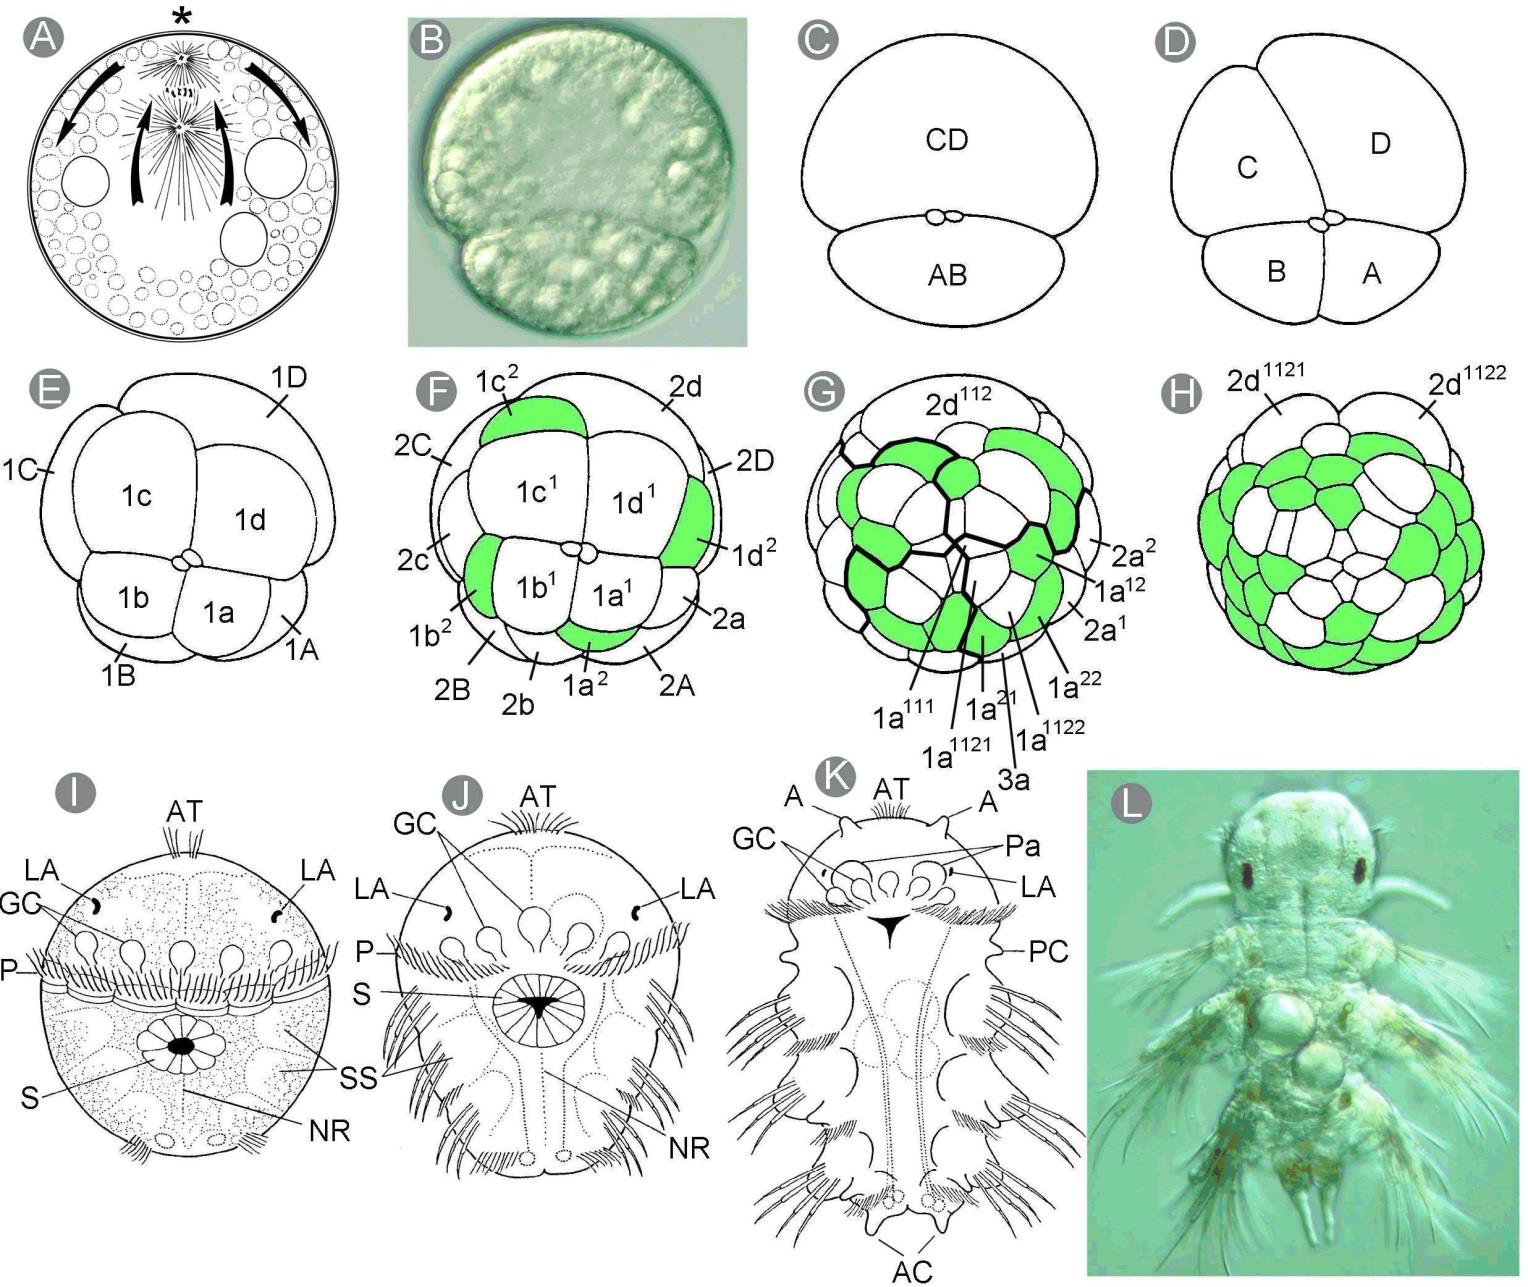 A
*
B
C
CD
AB
D
C
D
B
A
E
1D
1C
1c
1d
1b
1a
1B
1A
F
1c²
2d
2C
2D
1c¹
1d¹
2c
1d²
1b¹
1a¹
1b²
2a
2B
2b
1a²
2A
G
2d¹¹²
2a²
1a¹²
2a¹
1a²²
1a¹¹¹
1a²¹
1a¹¹²¹
1a¹¹²²
3a
H
2d¹¹²¹
2d¹¹²²
I
AT
LA
LA
GC
P
S
SS
NR
J
AT
GC
LA
LA
P
S
NR
K
A
AT
A
GC
Pa
LA
PC
AC
L